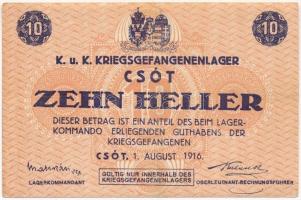 10 10
K. u. K. KRIEGSGEFANGENENLAGER
CSÓT
ZEHN HELLER
DIESER BETRAG IST EIN ANTEIL DES BEIM LAGER-
KOMMANDO ERLIEGENDEN GUTHABENS DER
KRIEGSGEFANGENEN
CSÓT, 1. AUGUST 1916.
LAGERKOMMANDANT
GÜLTIG NUR INNERHALB DES
KRIEGSGEFANGENENLAGERS
OBERLEUTNANT-RECHNUNGSFÜHRER